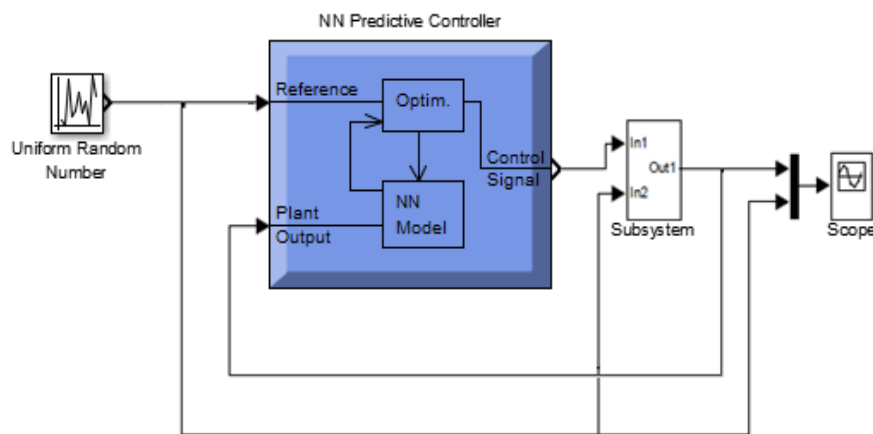 NN Predictive Controller
Uniform Random
Number
Reference
Optim.
Control
Signal
Plant
Output
NN
Model
In1
In2
Out1
Subsystem
Scope